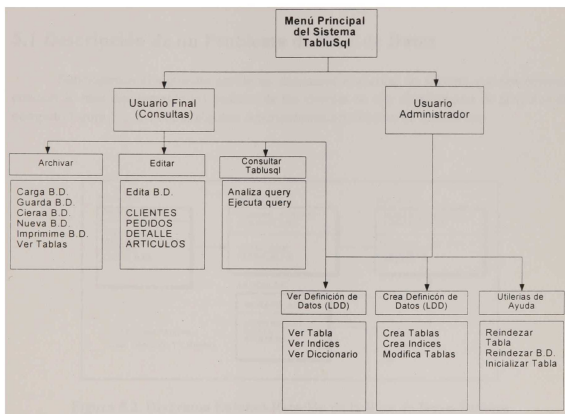 Menú Principal
del Sistema
TabluSql
Usuario Final
(Consultas)
Usuario
Administrador
Archivar
Editar
Consultar
Tablusql
Carga B.D.
Guarda B.D.
Cieraa B.D.
Nueva B.D.
Imprimime B.D.
Ver Tablas
Edita B.D.
CLIENTES
PEDIDOS
DETALLE
ARTICULOS
Analiza query
Ejecuta query
Ver Definición de
Datos (LDD)
Crea Definicón de
Datos (LDD)
Utilerias de
Ayuda
Ver Tabla
Ver Indices
Ver Diccionario
Crea Tablas
Crea Indices
Modifica Tablas
Reindezar
Tabla
Reindezar B.D.
Inicializar Tabla